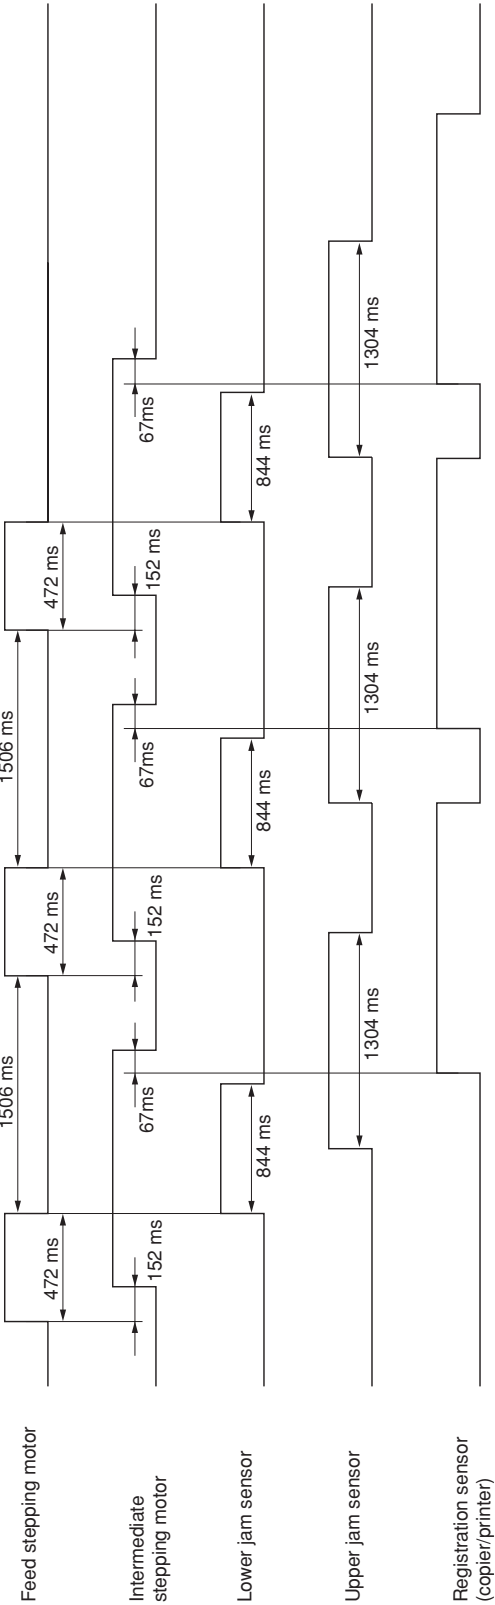 Feed stepping motor
472 ms
1506 ms
472 ms
1506 ms
472 ms
Intermediate
stepping motor
152 ms
67ms
152 ms
67ms
152 ms
67ms
Lower jam sensor
844 ms
844 ms
844 ms
Upper jam sensor
1304 ms
1304 ms
1304 ms
Registration sensor
(copier/printer)